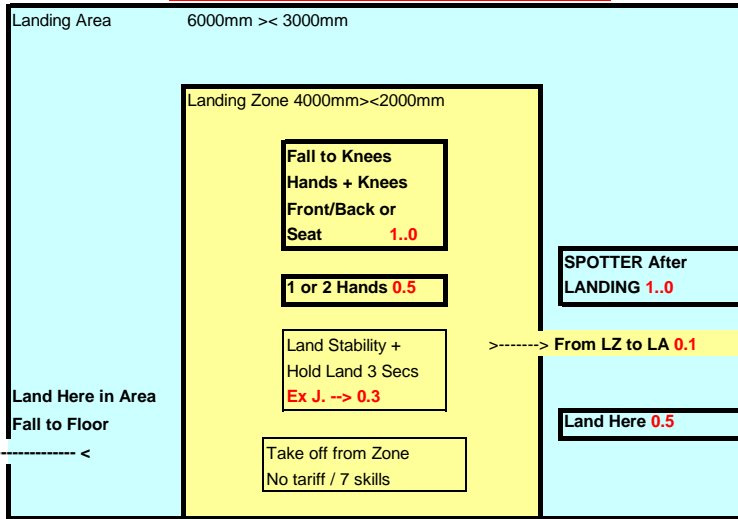 Landing Area 6000mm >< 3000mm
Landing Zone 4000mm><2000mm
Fall to Knees
Hands + Knees
Front/Back or
Seat 1..0
SPOTTER After
LANDING 1..0
1 or 2 Hands 0.5
Land Stability +
Hold Land 3 Secs
Ex J. --> 0.3
>-------> From LZ to LA 0.1
Land Here in Area
Fall to Floor
------------- <
Land Here 0.5
Take off from Zone
No tariff / 7 skills